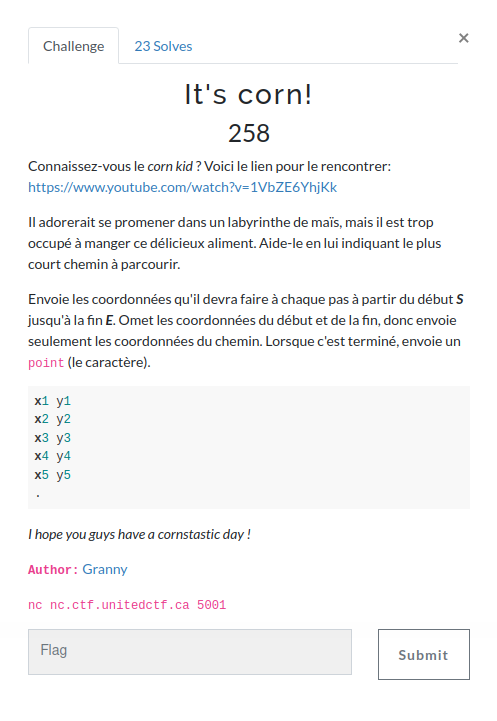 Challenge
23 Solves
×
It's corn!
258
Connaissez-vous le corn kid ? Voici le lien pour le rencontrer:
https://www.youtube.com/watch?v=1VbZE6YhjKk
Il adorerait se promener dans un labyrinthe de maïs, mais il est trop
occupé à manger ce délicieux aliment. Aide-le en lui indiquant le plus
court chemin à parcourir.
Envoie les coordonnées qu'il devra faire à chaque pas à partir du début S
jusqu'à la fin E. Omet les coordonnées du début et de la fin, donc envoie
seulement les coordonnées du chemin. Lorsque c'est terminé, envoie un
point (le caractère).
x1 y1
x2 y2
x3 y3
x4 y4
x5 y5
.
I hope you guys have a cornstastic day !
Author: Granny
nc nc.ctf.unitedctf.ca 5001
Flag
Submit